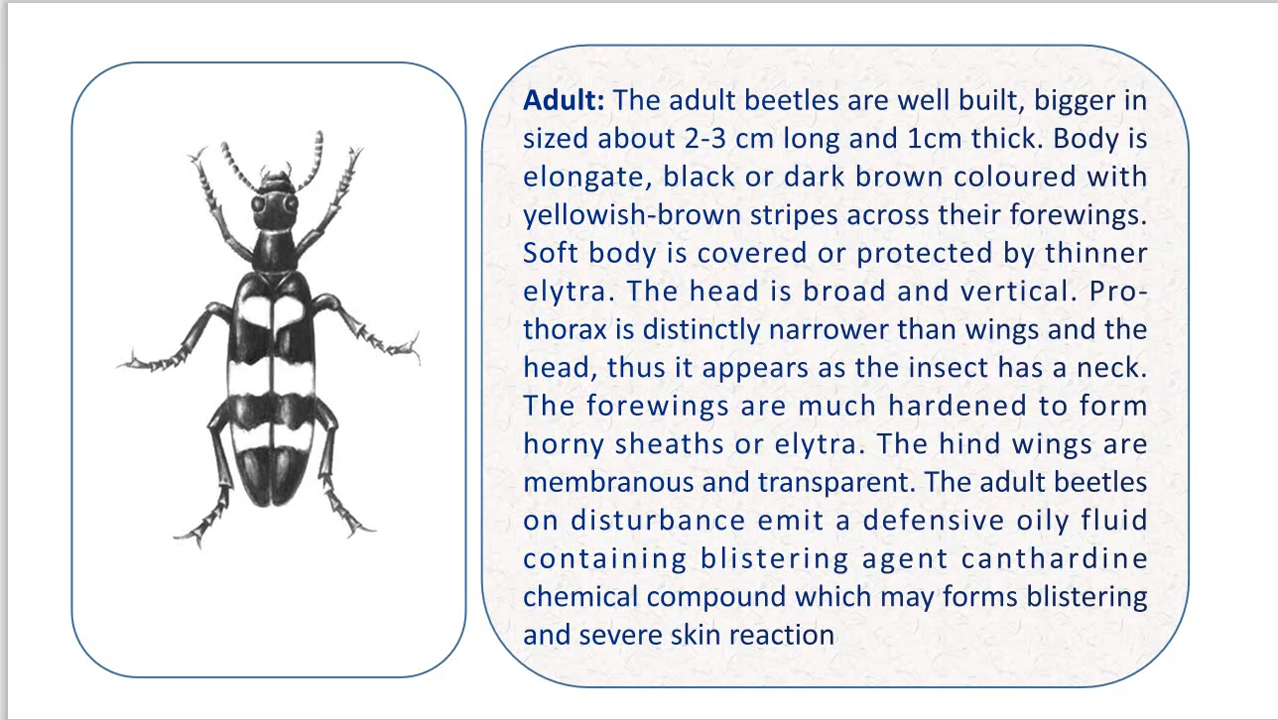 Adult: The adult beetles are well built, bigger in
sized about 2-3 cm long and 1cm thick. Body is
elongate, black or dark brown coloured with
yellowish-brown stripes across their forewings.
Soft body is covered or protected by thinner
elytra. The head is broad and vertical. Pro-
thorax is distinctly narrower than wings and the
head, thus it appears as the insect has a neck.
The forewings are much hardened to form
horny sheaths or elytra. The hind wings are
membranous and transparent. The adult beetles
on disturbance emit a defensive oily fluid
containing blistering agent canthardine
chemical compound which may forms blistering
and severe skin reaction